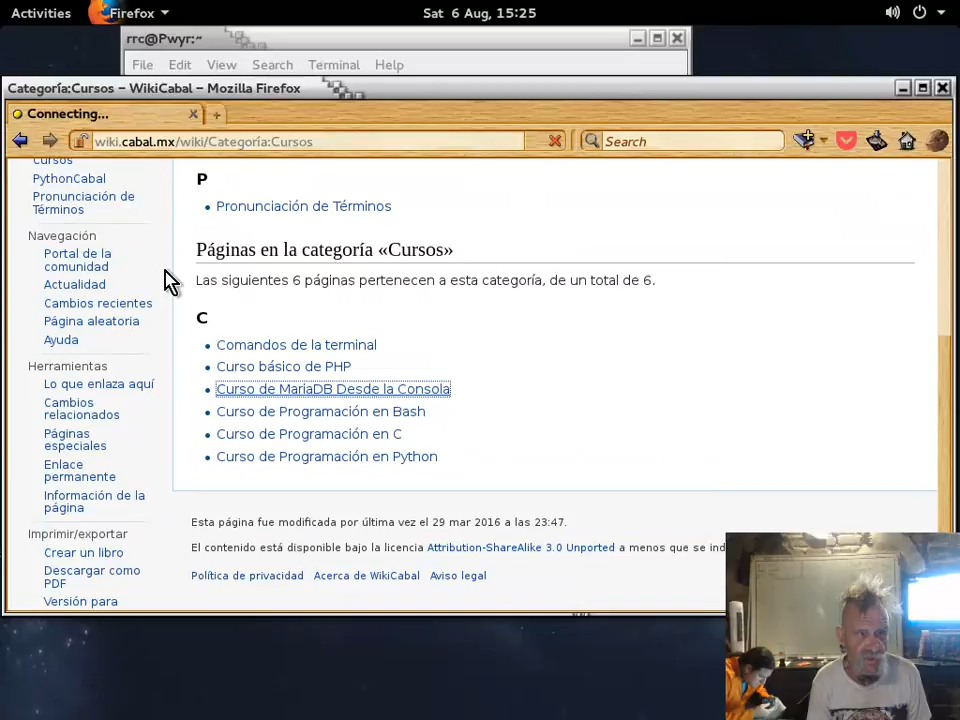 Activities Firefox Sat 6 Aug, 15:25
rrc@Pwyr:~
File Edit View Search Terminal Help
Categoría:Cursos − WikiCabal − Mozilla Firefox
Connecting...
wiki.cabal.mx/wiki/Categoría:Cursos Search
Cursos
PythonCabal
Pronunciación de
Términos
Navegación
Portal de la
comunidad
Actualidad
Cambios recientes
Página aleatoria
Ayuda
Herramientas
Lo que enlaza aquí
Cambios
relacionados
Páginas
especiales
Enlace
permanente
Información de la
página
Imprimir/exportar
Crear un libro
Descargar como
PDF
Versión para
P
Pronunciación de Términos
Páginas en la categoría «Cursos»
Las siguientes 6 páginas pertenecen a esta categoría, de un total de 6.
C
Comandos de la terminal
Curso básico de PHP
Curso de MariaDB Desde la Consola
Curso de Programación en Bash
Curso de Programación en C
Curso de Programación en Python
Esta página fue modificada por última vez el 29 mar 2016 a las 23:47.
El contenido está disponible bajo la licencia Attribution-ShareAlike 3.0 Unported a menos que se ind
Política de privacidad Acerca de WikiCabal Aviso legal